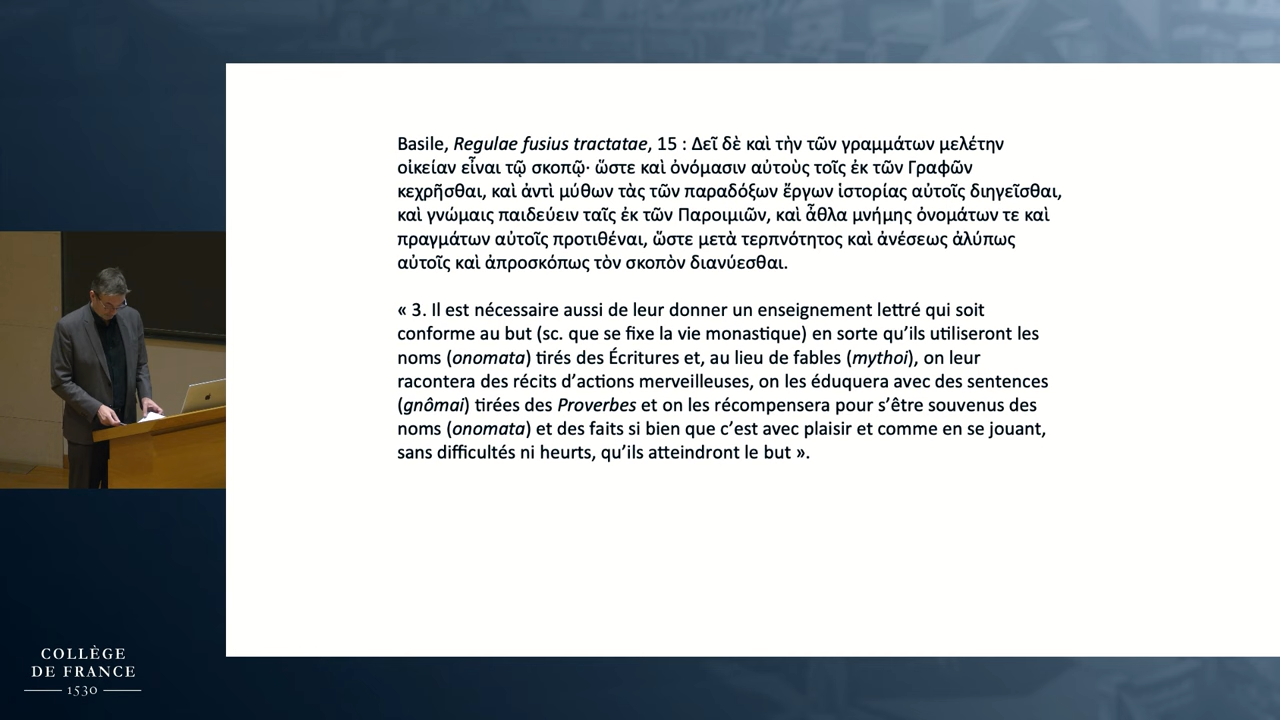 Basile, Regulae fusius tractatae, 15 : Δεῖ δὲ καὶ τὴν τῶν γραμμάτων μελέτην
οἰκείαν εἶναι τῷ σκοπῷ· ὥστε καὶ ὀνόμασιν αὐτοὺς τοῖς ἐκ τῶν Γραφῶν
κεχρῆσθαι, καὶ ἀντὶ μύθων τὰς τῶν παραδόξων ἔργων ἱστορίας αὐτοῖς διηγεῖσθαι,
καὶ γνώμαις παιδεύειν ταῖς ἐκ τῶν Παροιμιῶν, καὶ ἆθλα μνήμης ὀνομάτων τε καὶ
πραγμάτων αὐτοῖς προτιθέναι, ὥστε μετὰ τερπνότητος καὶ ἀνέσεως ἀλύπως
αὐτοῖς καὶ ἀπροσκόπως τὸν σκοπὸν διανύεσθαι.
« 3. Il est nécessaire aussi de leur donner un enseignement lettré qui soit
conforme au but (sc. que se fixe la vie monastique) en sorte qu’ils utiliseront les
noms (onomata) tirés des Écritures et, au lieu de fables (mythoi), on leur
racontera des récits d’actions merveilleuses, on les éduquera avec des sentences
(gnômai) tirées des Proverbes et on les récompensera pour s’être souvenus des
noms (onomata) et des faits si bien que c’est avec plaisir et comme en se jouant,
sans difficultés ni heurts, qu’ils atteindront le but ».
COLLÈGE
DE FRANCE
1530